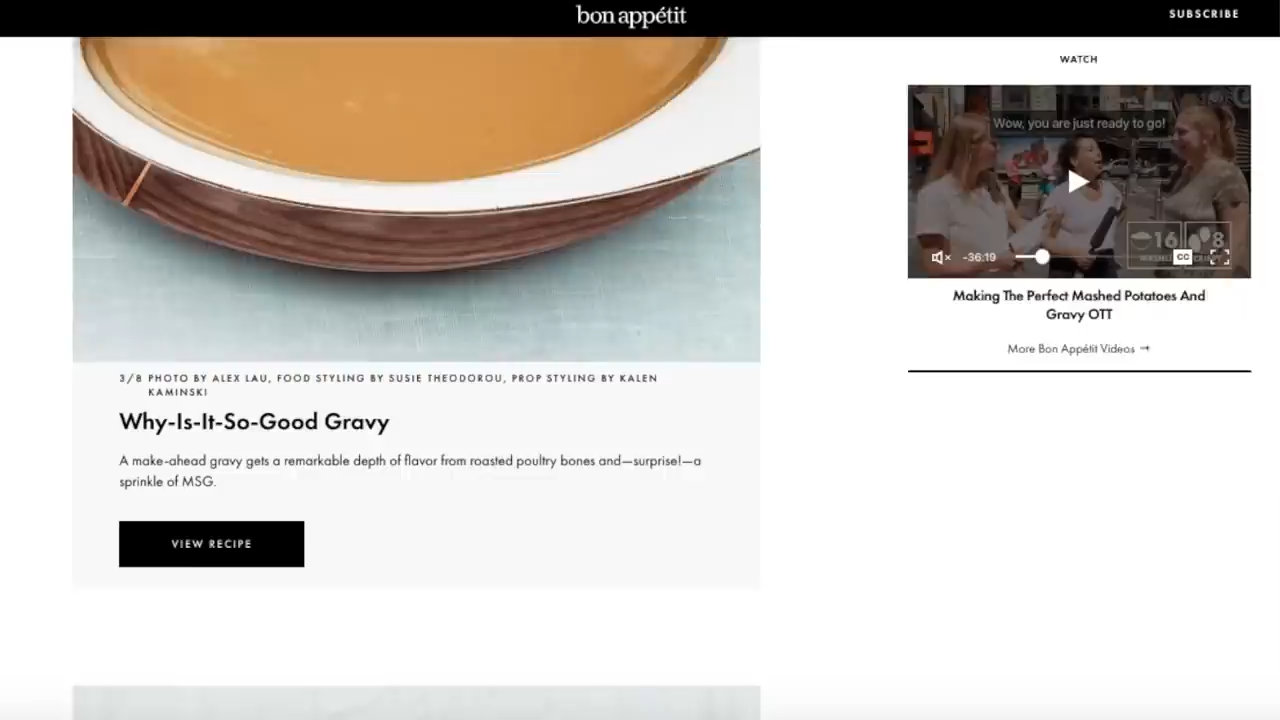 bon appétit
SUBSCRIBE
WATCH
Wow, you are just ready to go!
16
8
-36:19
CC
Making The Perfect Mashed Potatoes And
Gravy OTT
More Bon Appétit Videos →
3/8 PHOTO BY ALEX LAU, FOOD STYLING BY SUSIE THEODOROU, PROP STYLING BY KALEN
KAMINSKI
Why-Is-It-So-Good Gravy
A make-ahead gravy gets a remarkable depth of flavor from roasted poultry bones and—surprise!—a
sprinkle of MSG.
VIEW RECIPE